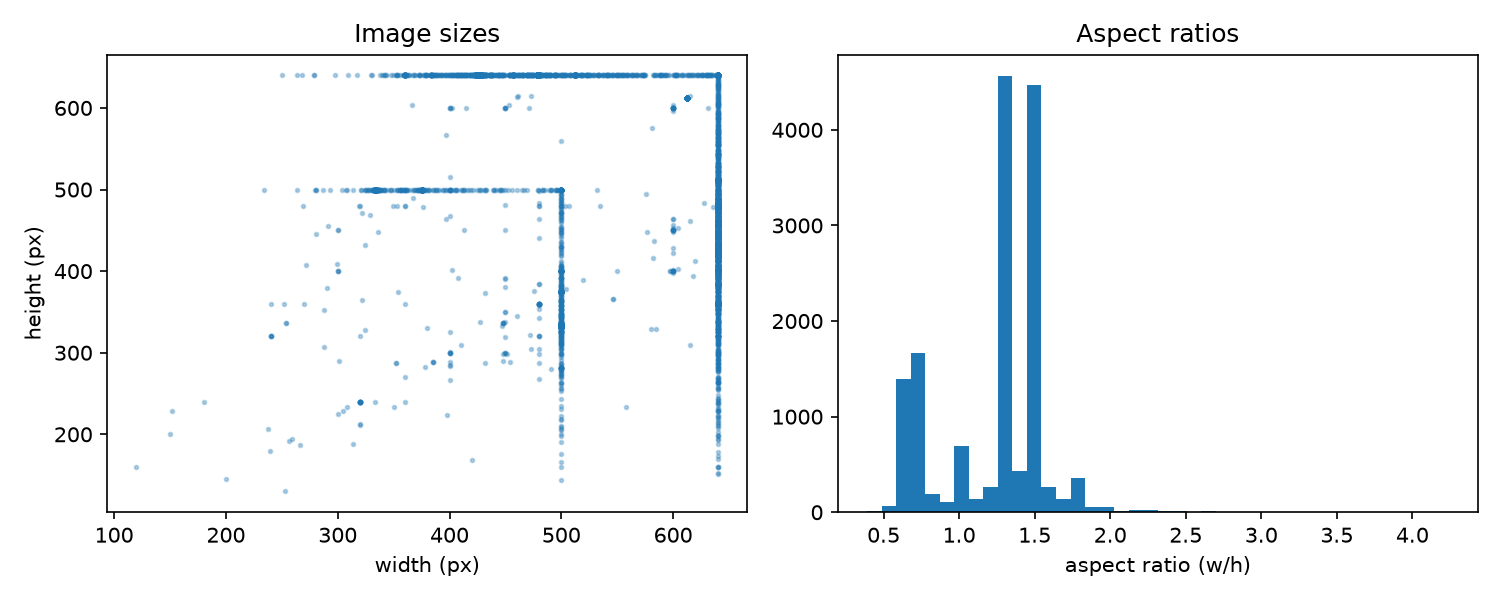 Image sizes
600
500
400
300
200
height (px)
100 200 300 400 500 600
width (px)
Aspect ratios
4000
3000
2000
1000
0
0.5 1.0 1.5 2.0 2.5 3.0 3.5 4.0
aspect ratio (w/h)